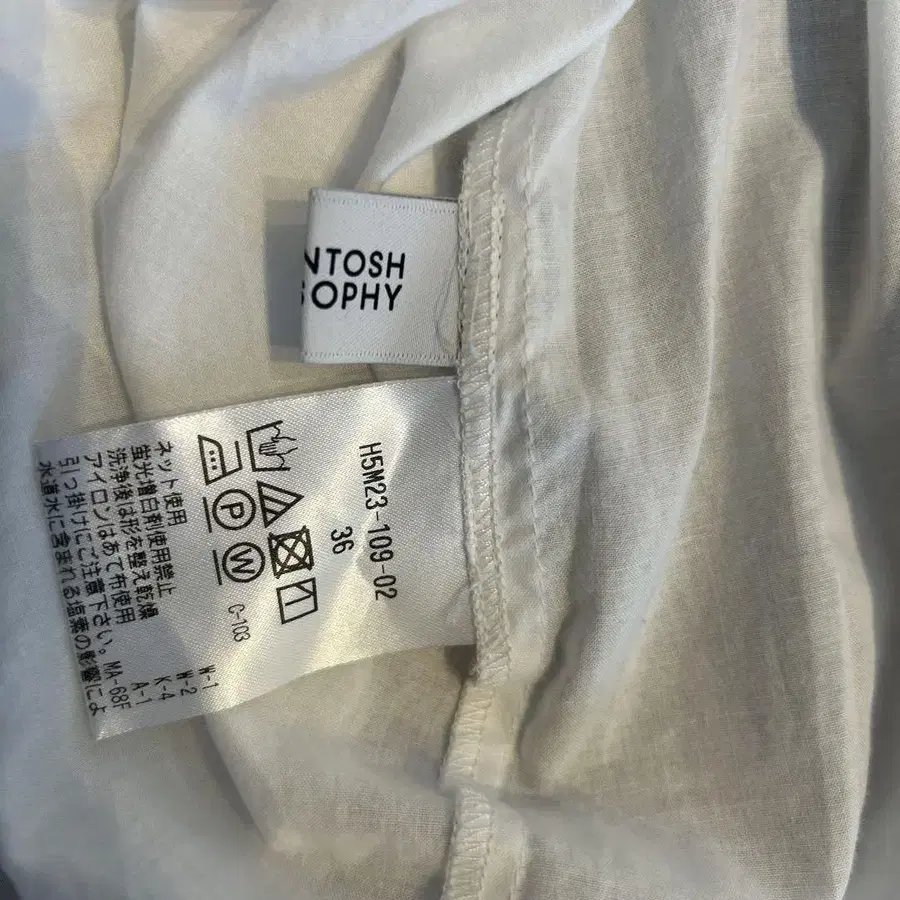 NTOSH
SOPHY
H5M23-109-02
36
P
W
C-103
ネット使用
蛍光増白剤使用禁止
洗浄後は形を整え乾燥
アイロンはあて布使用
引っ掛けにご注意下さい。
水道水に含まれる塩素の影響によ
W-1
W-2
K-4
A-1
MA-68F